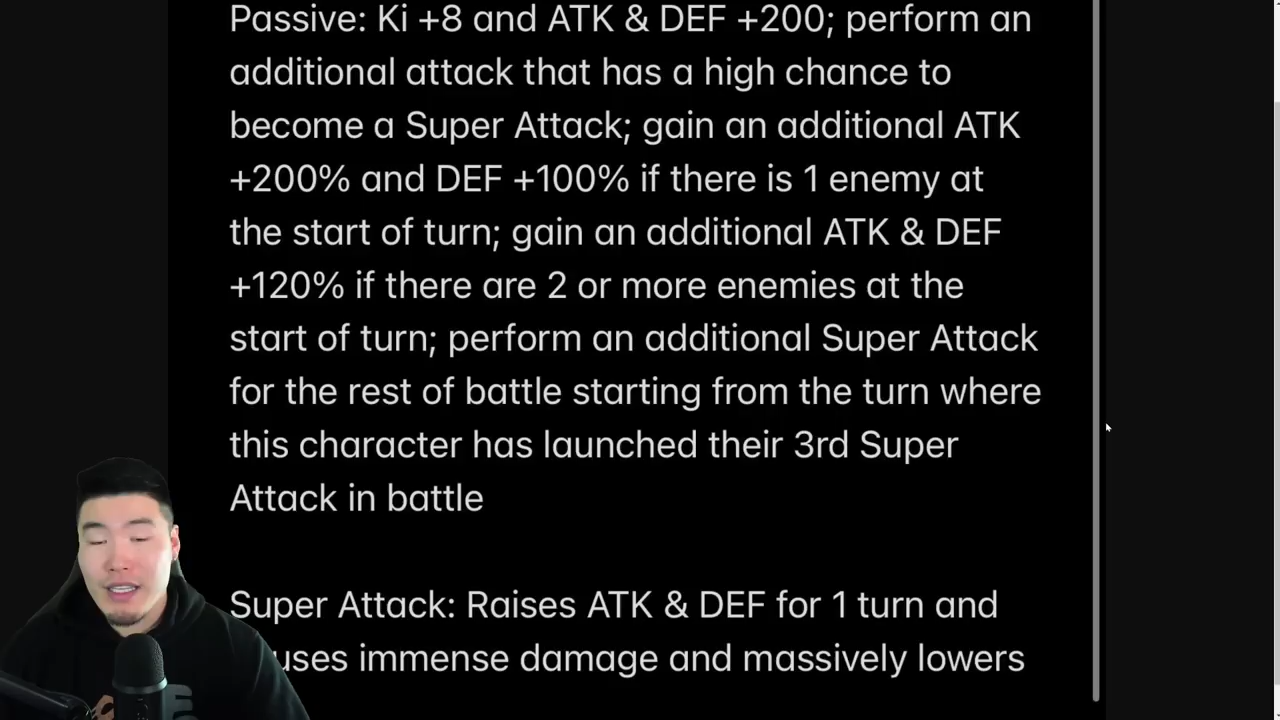 Passive: Ki +8 and ATK & DEF +200; perform an
additional attack that has a high chance to
become a Super Attack; gain an additional ATK
+200% and DEF +100% if there is 1 enemy at
the start of turn; gain an additional ATK & DEF
+120% if there are 2 or more enemies at the
start of turn; perform an additional Super Attack
for the rest of battle starting from the turn where
this character has launched their 3rd Super
Attack in battle
Super Attack: Raises ATK & DEF for 1 turn and
uses immense damage and massively lowers